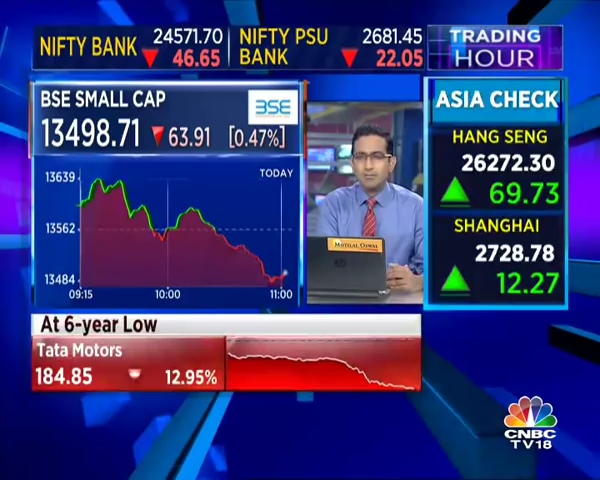 NIFTY BANK 24571.70 46.65
NIFTY PSU BANK 2681.45 22.05
TRADING HOUR
BSE SMALL CAP
BSE
13498.71 63.91 [0.47%]
TODAY
13639
13562
13484
09:15 10:00 11:00
MOTILAL OSWAL
hp
ASIA CHECK
HANG SENG
26272.30
69.73
SHANGHAI
2728.78
12.27
At 6-year Low
Tata Motors
184.85 12.95%
CNBC
TV18